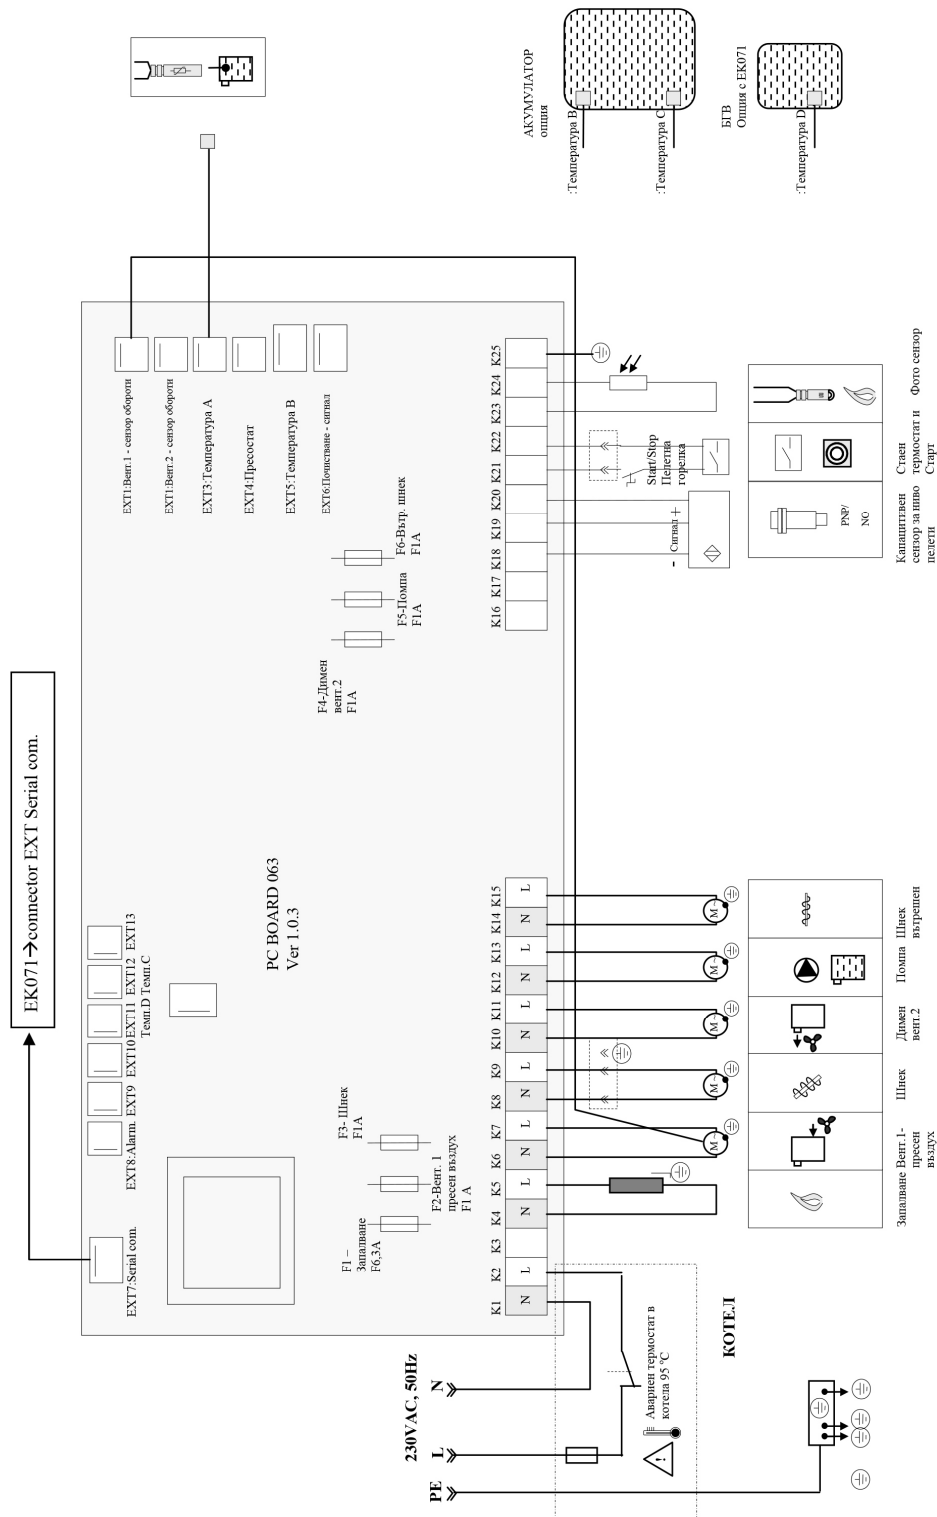 EK071→connector EXT Serial com.
АКУМУЛАТОР
опция
:Температура B
:Температура C
БГВ
Опция с ЕК071
:Температура D
EXT1:Вент.1 - сензор обороти
EXT1:Вент.2 - сензор обороти
EXT3:Температура A
EXT4:Прессостат
EXT5:Температура B
EXT6:Почистване - сигнал
EXT7:Serial com.
EXT8:Alarm.
EXT9
EXT10
EXT11
EXT12
EXT13
Темп.D Темп.C
PC BOARD 063
Ver 1.0.3
F1 –
Запалване
F6,3A
F2-Вент. 1
пресен въздух
F1 A
F3- Шнек
F1A
F4-Димен
вент.2
F1A
F5-Помпа
F1A
F6-Вътр. шнек
F1A
K1 K2 K3 K4 K5 K6 K7 K8 K9 K10 K11 K12 K13 K14 K15
N L N L N L N L N L N L N L
K16 K17 K18 K19 K20 K21 K22 K23 K24 K25
230VAC, 50Hz
PE L N
Авариен термостат в
котела 95 °C
КОТЕЛ
M~
M~
M~
M~
M~
- Сигнал +
Start/Stop
Пелетна
горелка
PNP/
NO
Запалване
Вент.1-
пресен
въздух
Шнек
Димен
вент.2
Помпа
Шнек
вътрешен
Капацитивен
сензор за ниво
пелети
Стаен
термостат и
Старт
Фото сензор